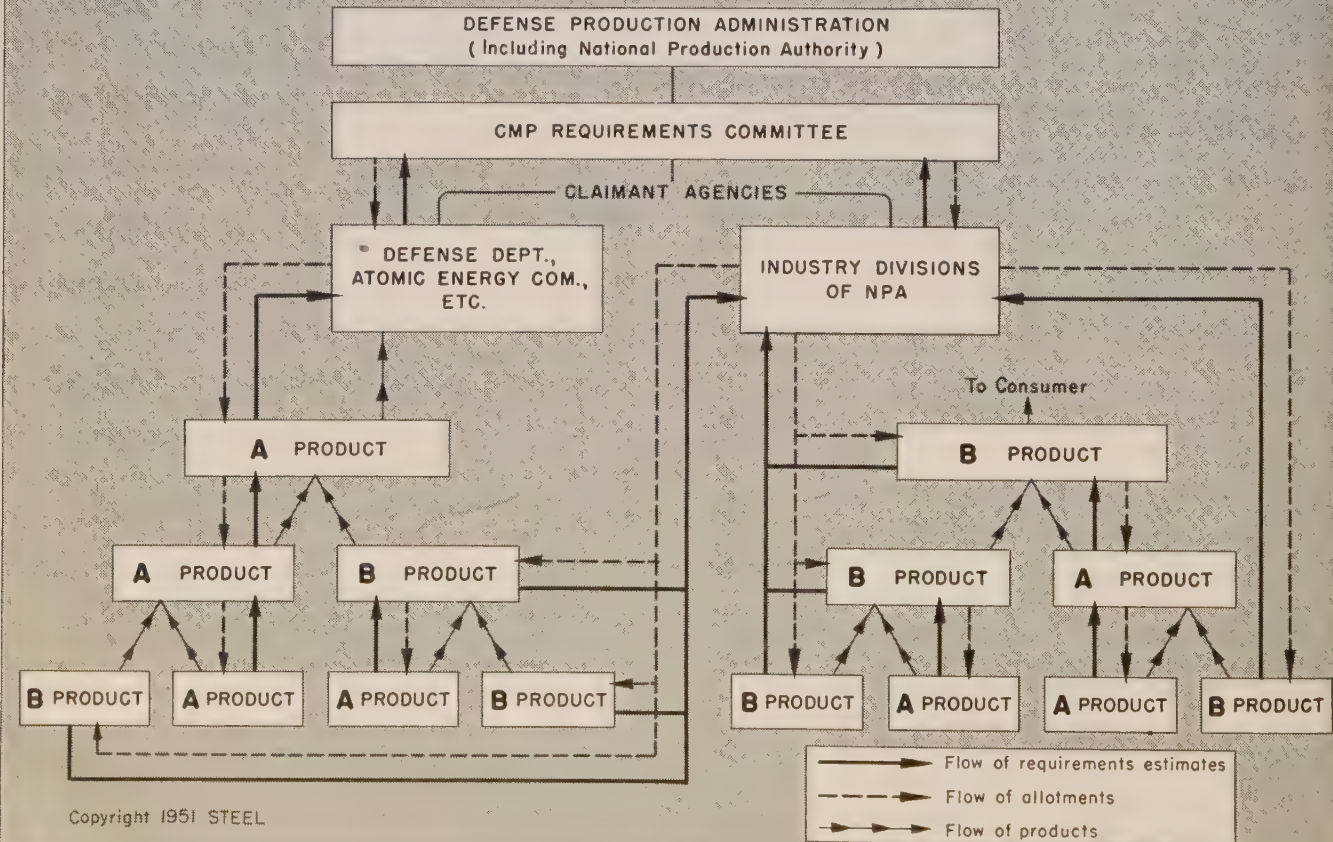 DEFENSE PRODUCTION ADMINISTRATION
( Including National Production Authority )
CMP REQUIREMENTS COMMITTEE
CLAIMANT AGENCIES
DEFENSE DEPT.,
ATOMIC ENERGY COM.,
ETC.
INDUSTRY DIVISIONS
OF NPA
To Consumer
A PRODUCT
B PRODUCT
A PRODUCT
B PRODUCT
B PRODUCT
A PRODUCT
B PRODUCT
A PRODUCT
A PRODUCT
B PRODUCT
B PRODUCT
A PRODUCT
A PRODUCT
B PRODUCT
Flow of requirements estimates
Flow of allotments
Flow of products
Copyright 1951 STEEL